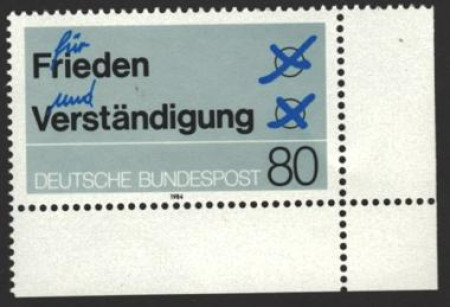 für
Frieden
und
Verständigung
DEUTSCHE BUNDESPOST 80
1984